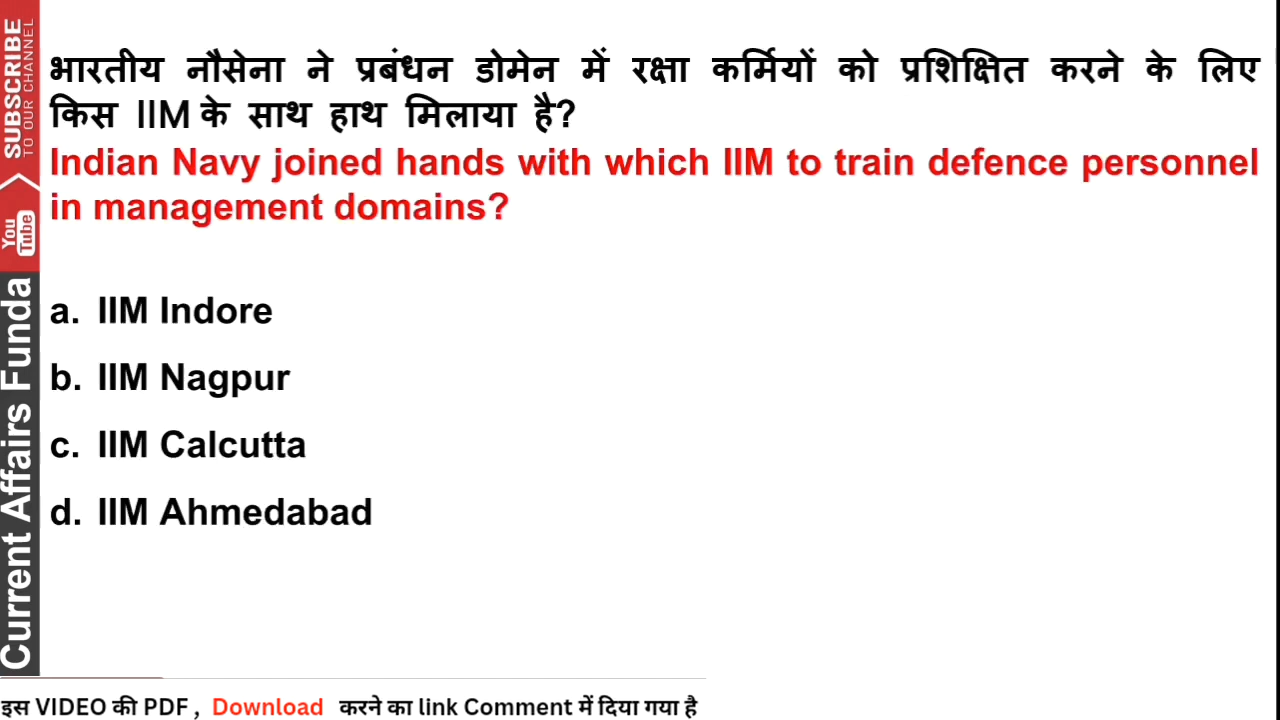 भारतीय नौसेना ने प्रबंधन डोमेन में रक्षा कर्मियों को प्रशिक्षित करने के लिए
किस IIM के साथ हाथ मिलाया है?
Indian Navy joined hands with which IIM to train defence personnel
in management domains?
a. IIM Indore
b. IIM Nagpur
c. IIM Calcutta
d. IIM Ahmedabad
SUBSCRIBE
TO OUR CHANNEL
You
Tube
Current Affairs Funda
इस VIDEO की PDF , Download करने का link Comment में दिया गया है